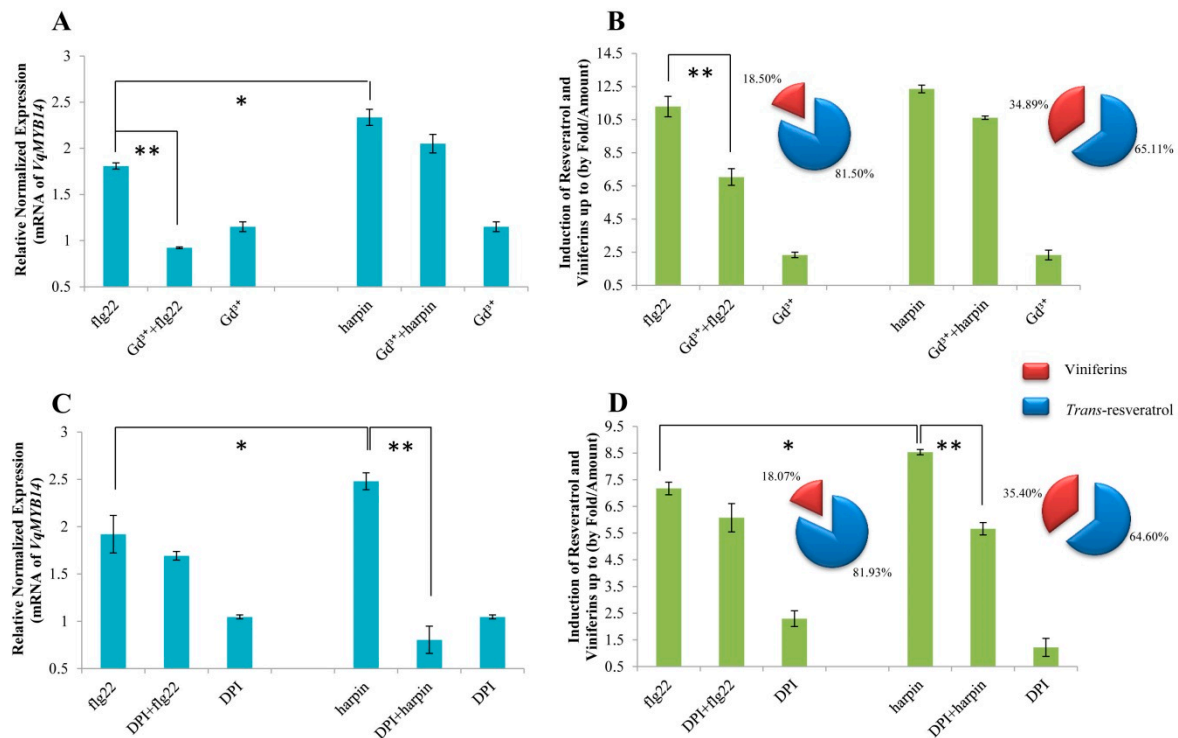 A
Relative Normalized Expression
(mRNA of VqMYB14)
3
2.5
2
1.5
1
0.5
*
**
flg22
Gd³⁺+flg22
Gd³⁺
harpin
Gd³⁺+harpin
Gd³⁺
B
Induction of Resveratrol and
Viniferins up to (by Fold/Amount)
14.5
12.5
10.5
8.5
6.5
4.5
2.5
0.5
**
18.50%
81.50%
34.89%
65.11%
flg22
Gd³⁺+flg22
Gd³⁺
harpin
Gd³⁺+harpin
Gd³⁺
Viniferins
Trans-resveratrol
C
Relative Normalized Expression
(mRNA of VqMYB14)
3
2.5
2
1.5
1
0.5
*
**
flg22
DPI+flg22
DPI
harpin
DPI+harpin
DPI
D
Induction of Resveratrol and
Viniferins up to (by Fold/Amount)
9.5
8.5
7.5
6.5
5.5
4.5
3.5
2.5
1.5
0.5
*
**
18.07%
81.93%
35.40%
64.60%
flg22
DPI+flg22
DPI
harpin
DPI+harpin
DPI